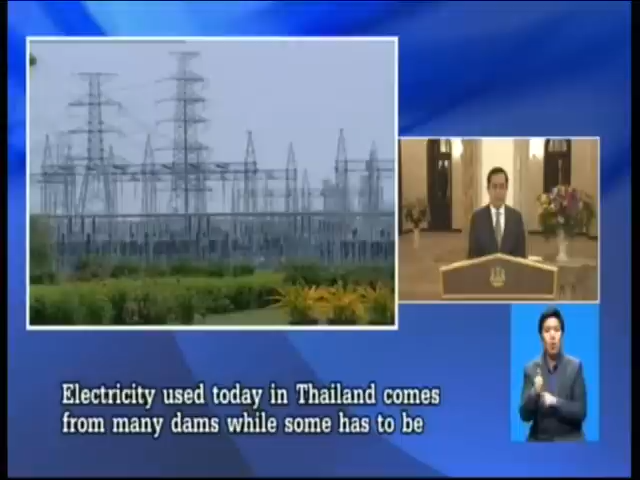 Electricity used today in Thailand comes
from many dams while some has to be